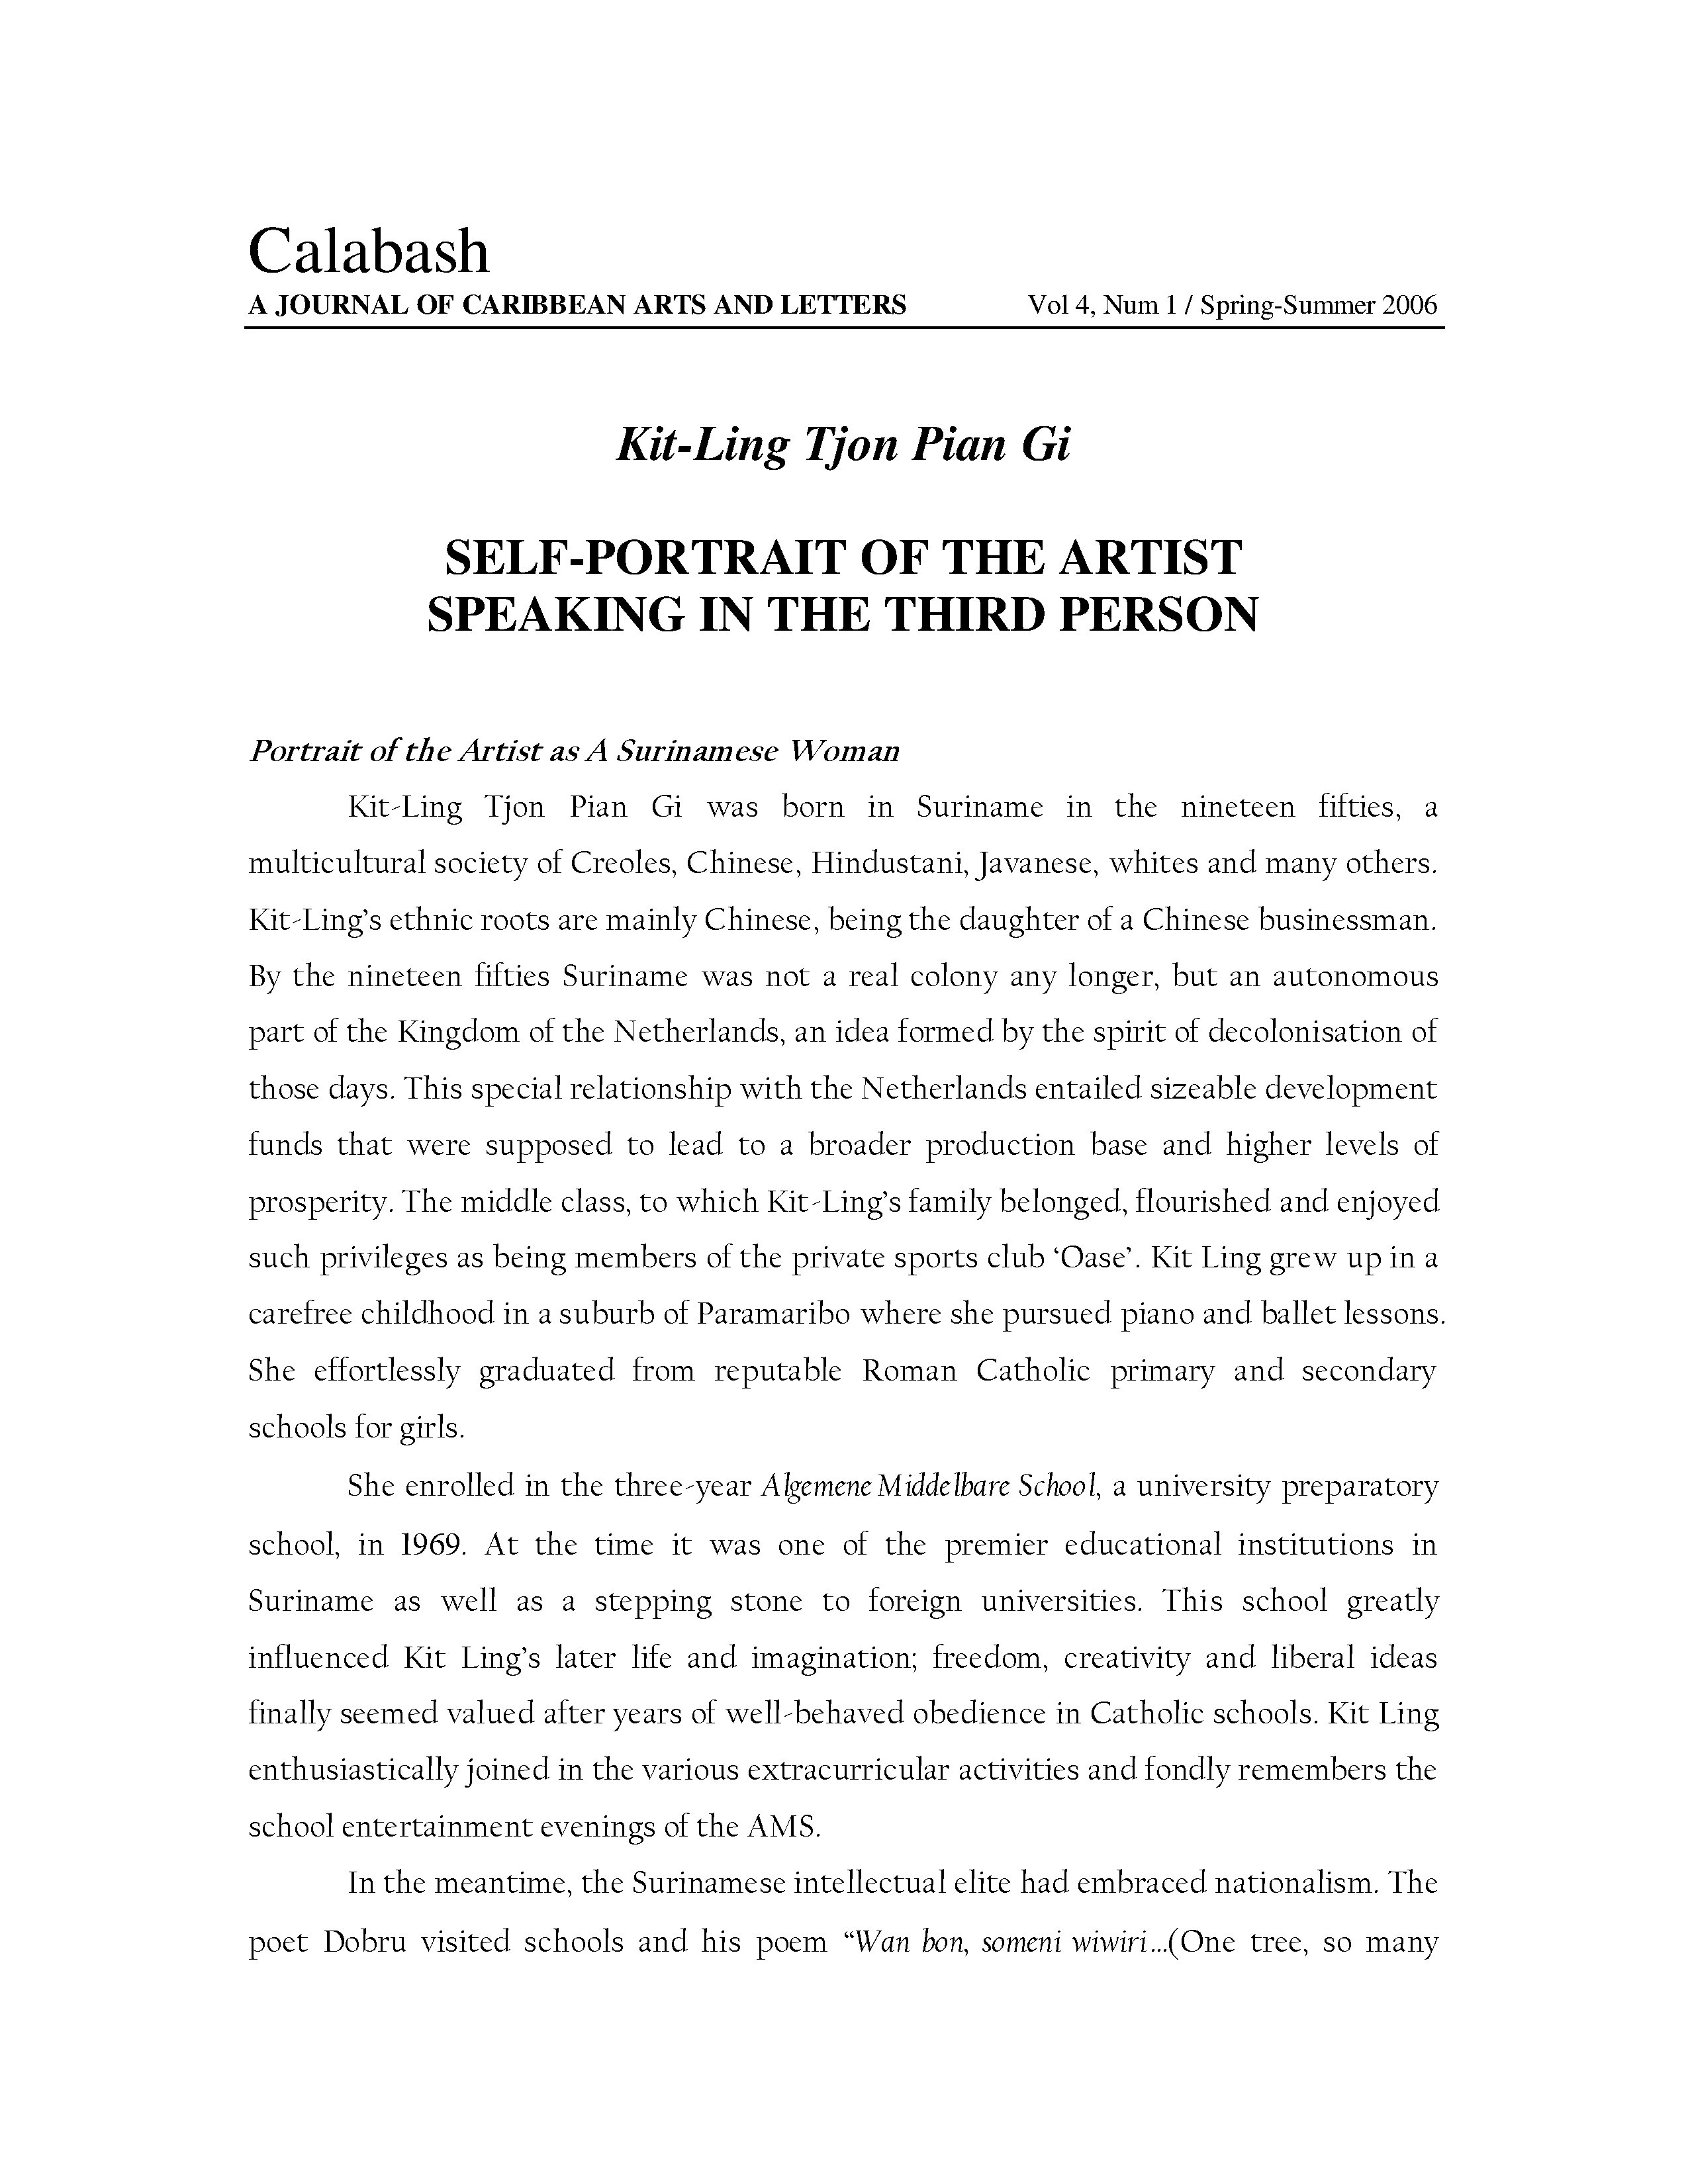 Calabash
A JOURNAL OF CARIBBEAN ARTS AND LETTERS Vol 4, Num 1 / Spring-Summer 2006
Kit-Ling Tjon Pian Gi
SELF-PORTRAIT OF THE ARTIST
SPEAKING IN THE THIRD PERSON
Portrait of the Artist as A Surinamese Woman
Kit-Ling Tjon Pian Gi was born in Suriname in the nineteen fifties, a
multicultural society of Creoles, Chinese, Hindustani, Javanese, whites and many others.
Kit-Ling's ethnic roots are mainly Chinese, being the daughter of a Chinese businessman.
By the nineteen fifties Suriname was not a real colony any longer, but an autonomous
part of the Kingdom of the Netherlands, an idea formed by the spirit of decolonisation of
those days. This special relationship with the Netherlands entailed sizeable development
funds that were supposed to lead to a broader production base and higher levels of
prosperity. The middle class, to which Kit-Ling's family belonged, flourished and enjoyed
such privileges as being members of the private sports club ‘Oase’. Kit Ling grew up in a
carefree childhood in a suburb of Paramaribo where she pursued piano and ballet lessons.
She effortlessly graduated from reputable Roman Catholic primary and secondary
schools for girls.
She enrolled in the three-year Algemene Middelbare School, a university preparatory
school, in 1969. At the time it was one of the premier educational institutions in
Suriname as well as a stepping stone to foreign universities. This school greatly
influenced Kit Ling's later life and imagination; freedom, creativity and liberal ideas
finally seemed valued after years of well-behaved obedience in Catholic schools. Kit Ling
enthusiastically joined in the various extracurricular activities and fondly remembers the
school entertainment evenings of the AMS.
In the meantime, the Surinamese intellectual elite had embraced nationalism. The
poet Dobru visited schools and his poem “Wan bon, someni wiwiri...(One tree, so many